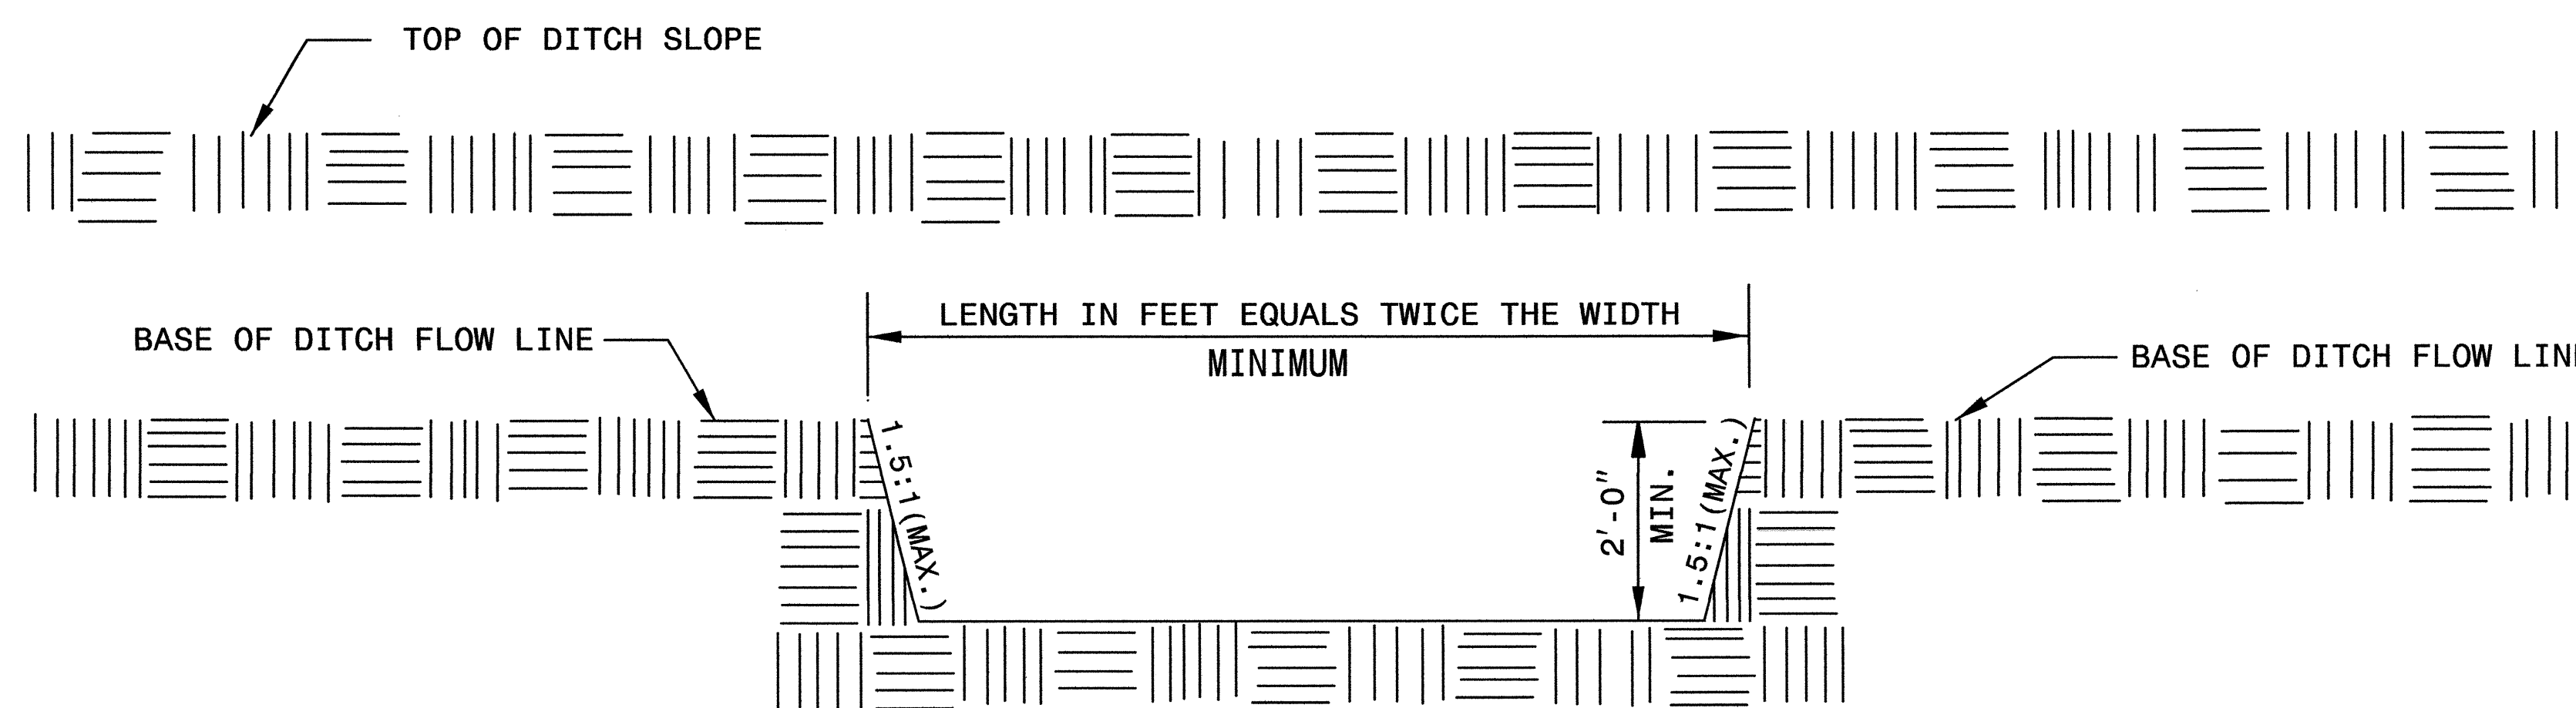 TOP OF DITCH SLOPE
LENGTH IN FEET EQUALS TWICE THE WIDTH
MINIMUM
BASE OF DITCH FLOW LINE
BASE OF DITCH FLOW LIN
1.5:1(MAX.)
2'-0"
MIN.
1.5:1(MAX.)